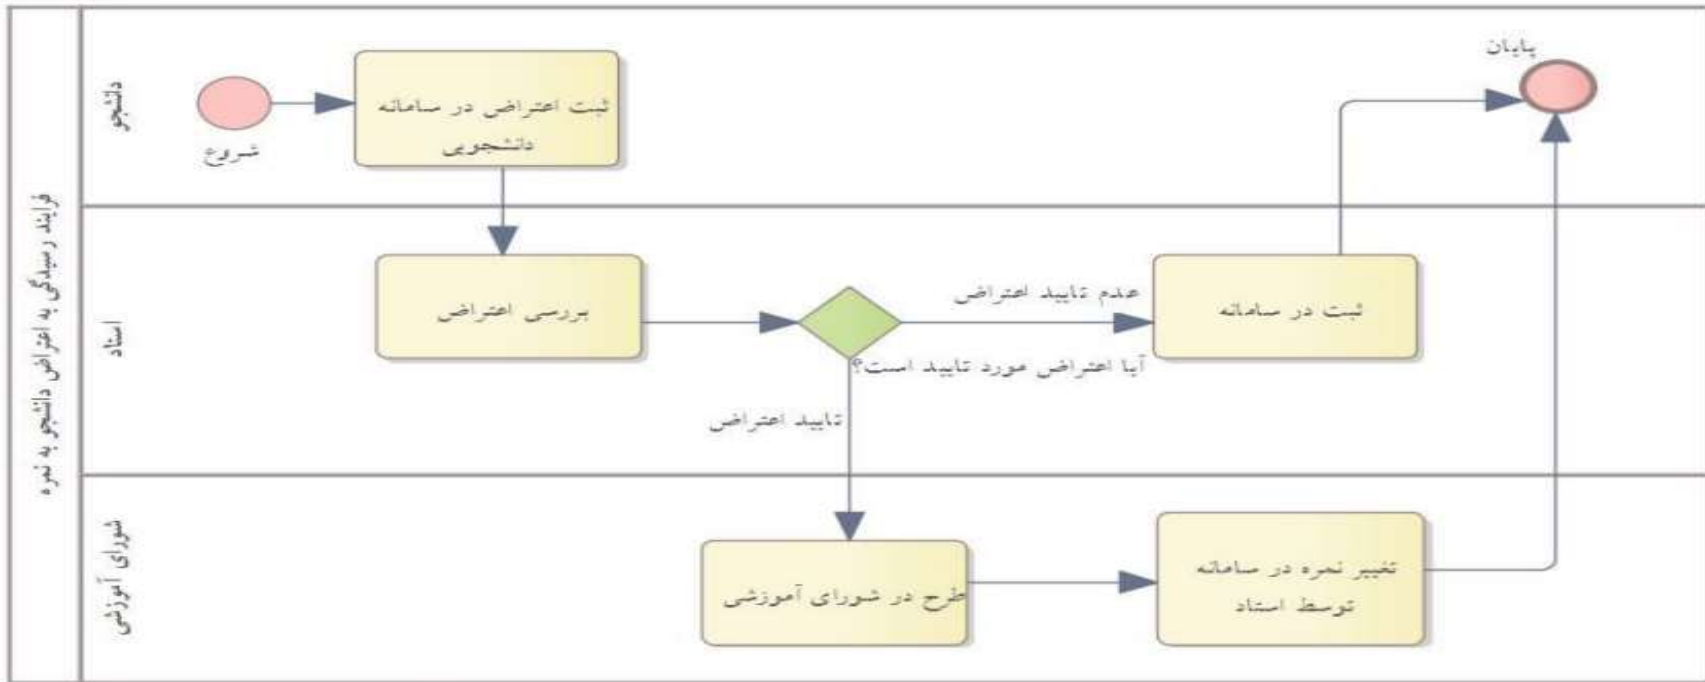 فرایند رسیدگی به اعتراض دانشجو به نمره
دانشجو
شروع
ثبت اعتراض در سامانه
دانشجویی
پایان
استاد
بررسی اعتراض
عدم تایید اعتراض
آیا اعتراض مورد تایید است؟
تایید اعتراض
ثبت در سامانه
شورای آموزشی
طرح در شورای آموزشی
تغییر نمره در سامانه
توسط استاد